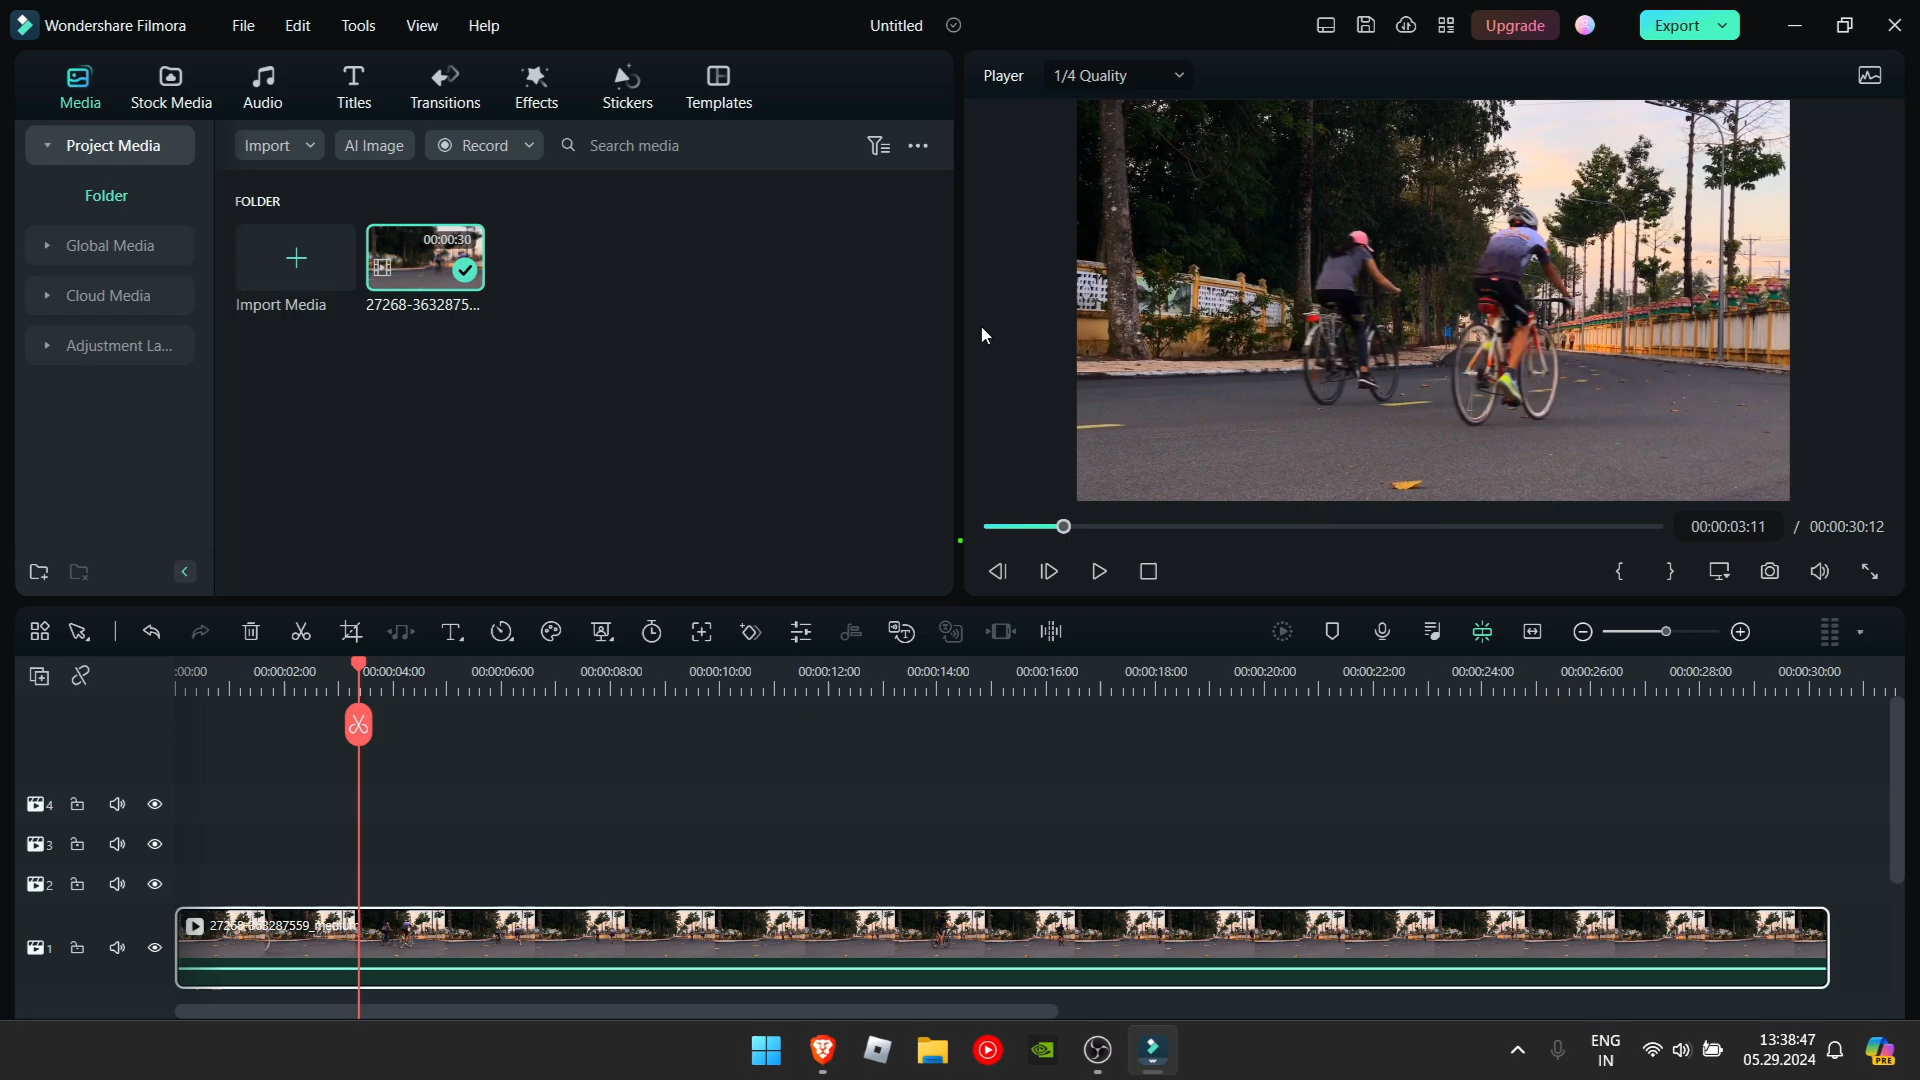 Wondershare Filmora File Edit Tools View Help Untitled Upgrade Export
Media Stock Media Audio Titles Transitions Effects Stickers Templates
Player 1/4 Quality
Project Media
Import AI Image Record Search media
Folder
FOLDER
Global Media
Cloud Media
Adjustment La...
00:00:30
Import Media 27268-3632875...
00:00:03:11 / 00:00:30:12
:00:00 00:00:02:00 00:00:04:00 00:00:06:00 00:00:08:00 00:00:10:00 00:00:12:00 00:00:14:00 00:00:16:00 00:00:18:00 00:00:20:00 00:00:22:00 00:00:24:00 00:00:26:00 00:00:28:00 00:00:30:00
4
3
2
27268-363287559_medium
1
ENG
IN
13:38:47
05.29.2024
PRE